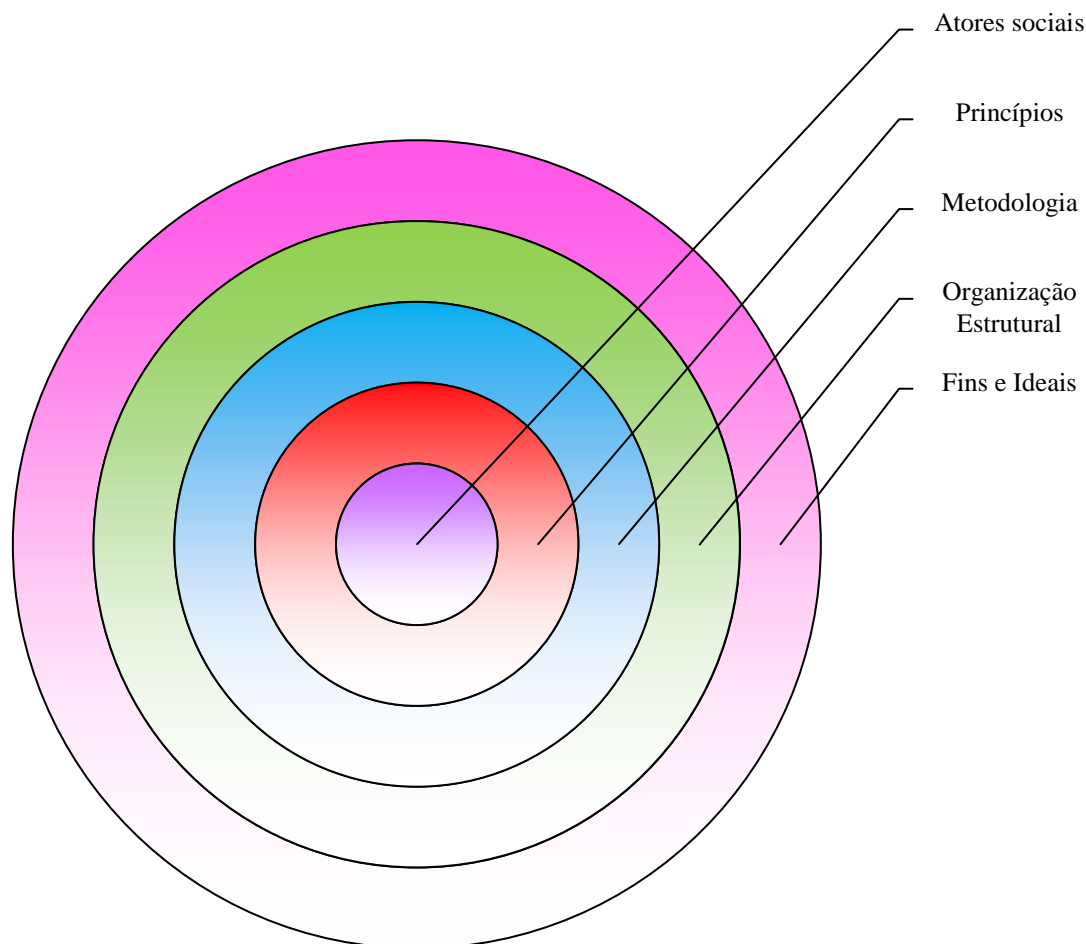 Atores sociais
Princípios
Metodologia
Organização
Estrutural
Fins e Ideais